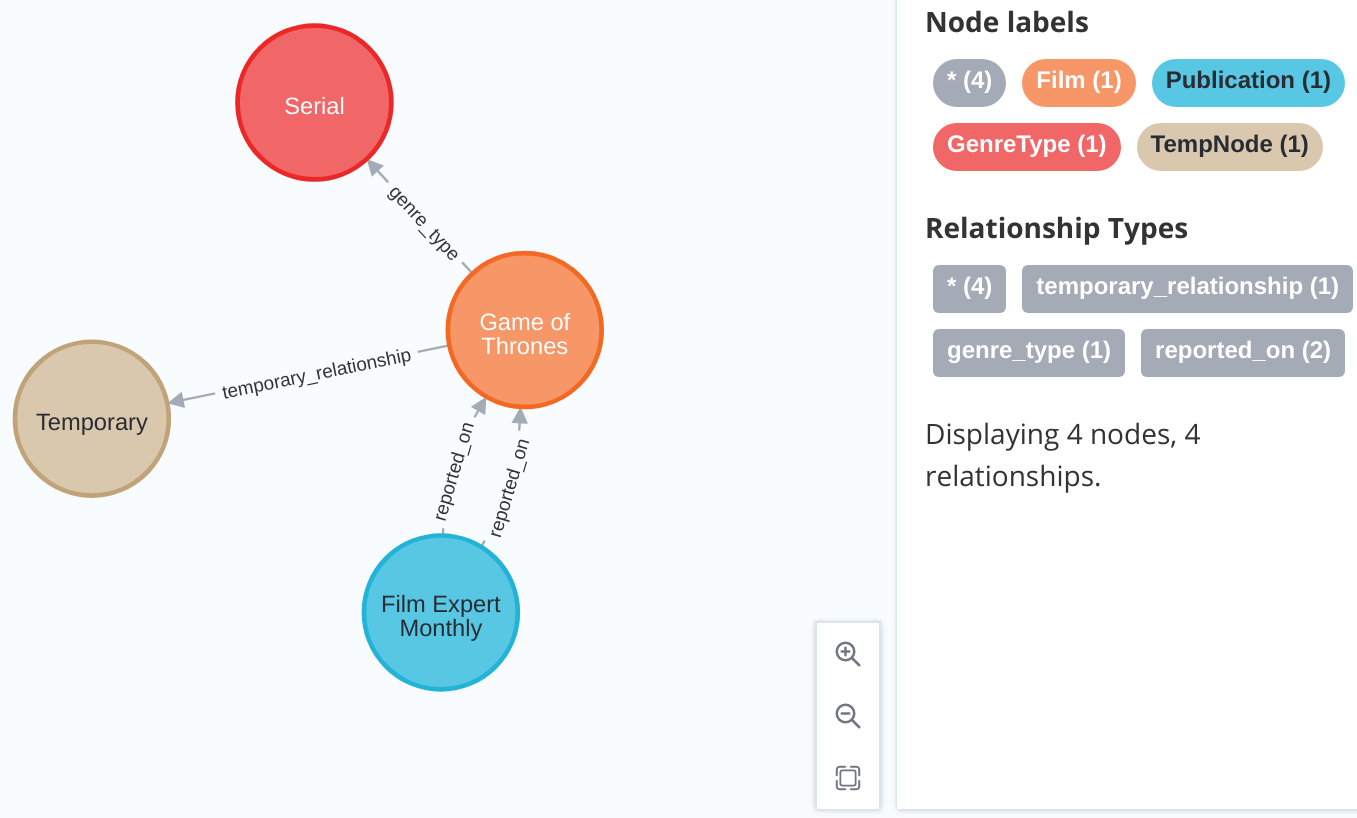 Serial
genre_type
Game of
Thrones
temporary_relationship
Temporary
reported_on
reported_on
Film Expert
Monthly
Node labels
* (4) Film (1) Publication (1)
GenreType (1) TempNode (1)
Relationship Types
* (4) temporary_relationship (1)
genre_type (1) reported_on (2)
Displaying 4 nodes, 4
relationships.